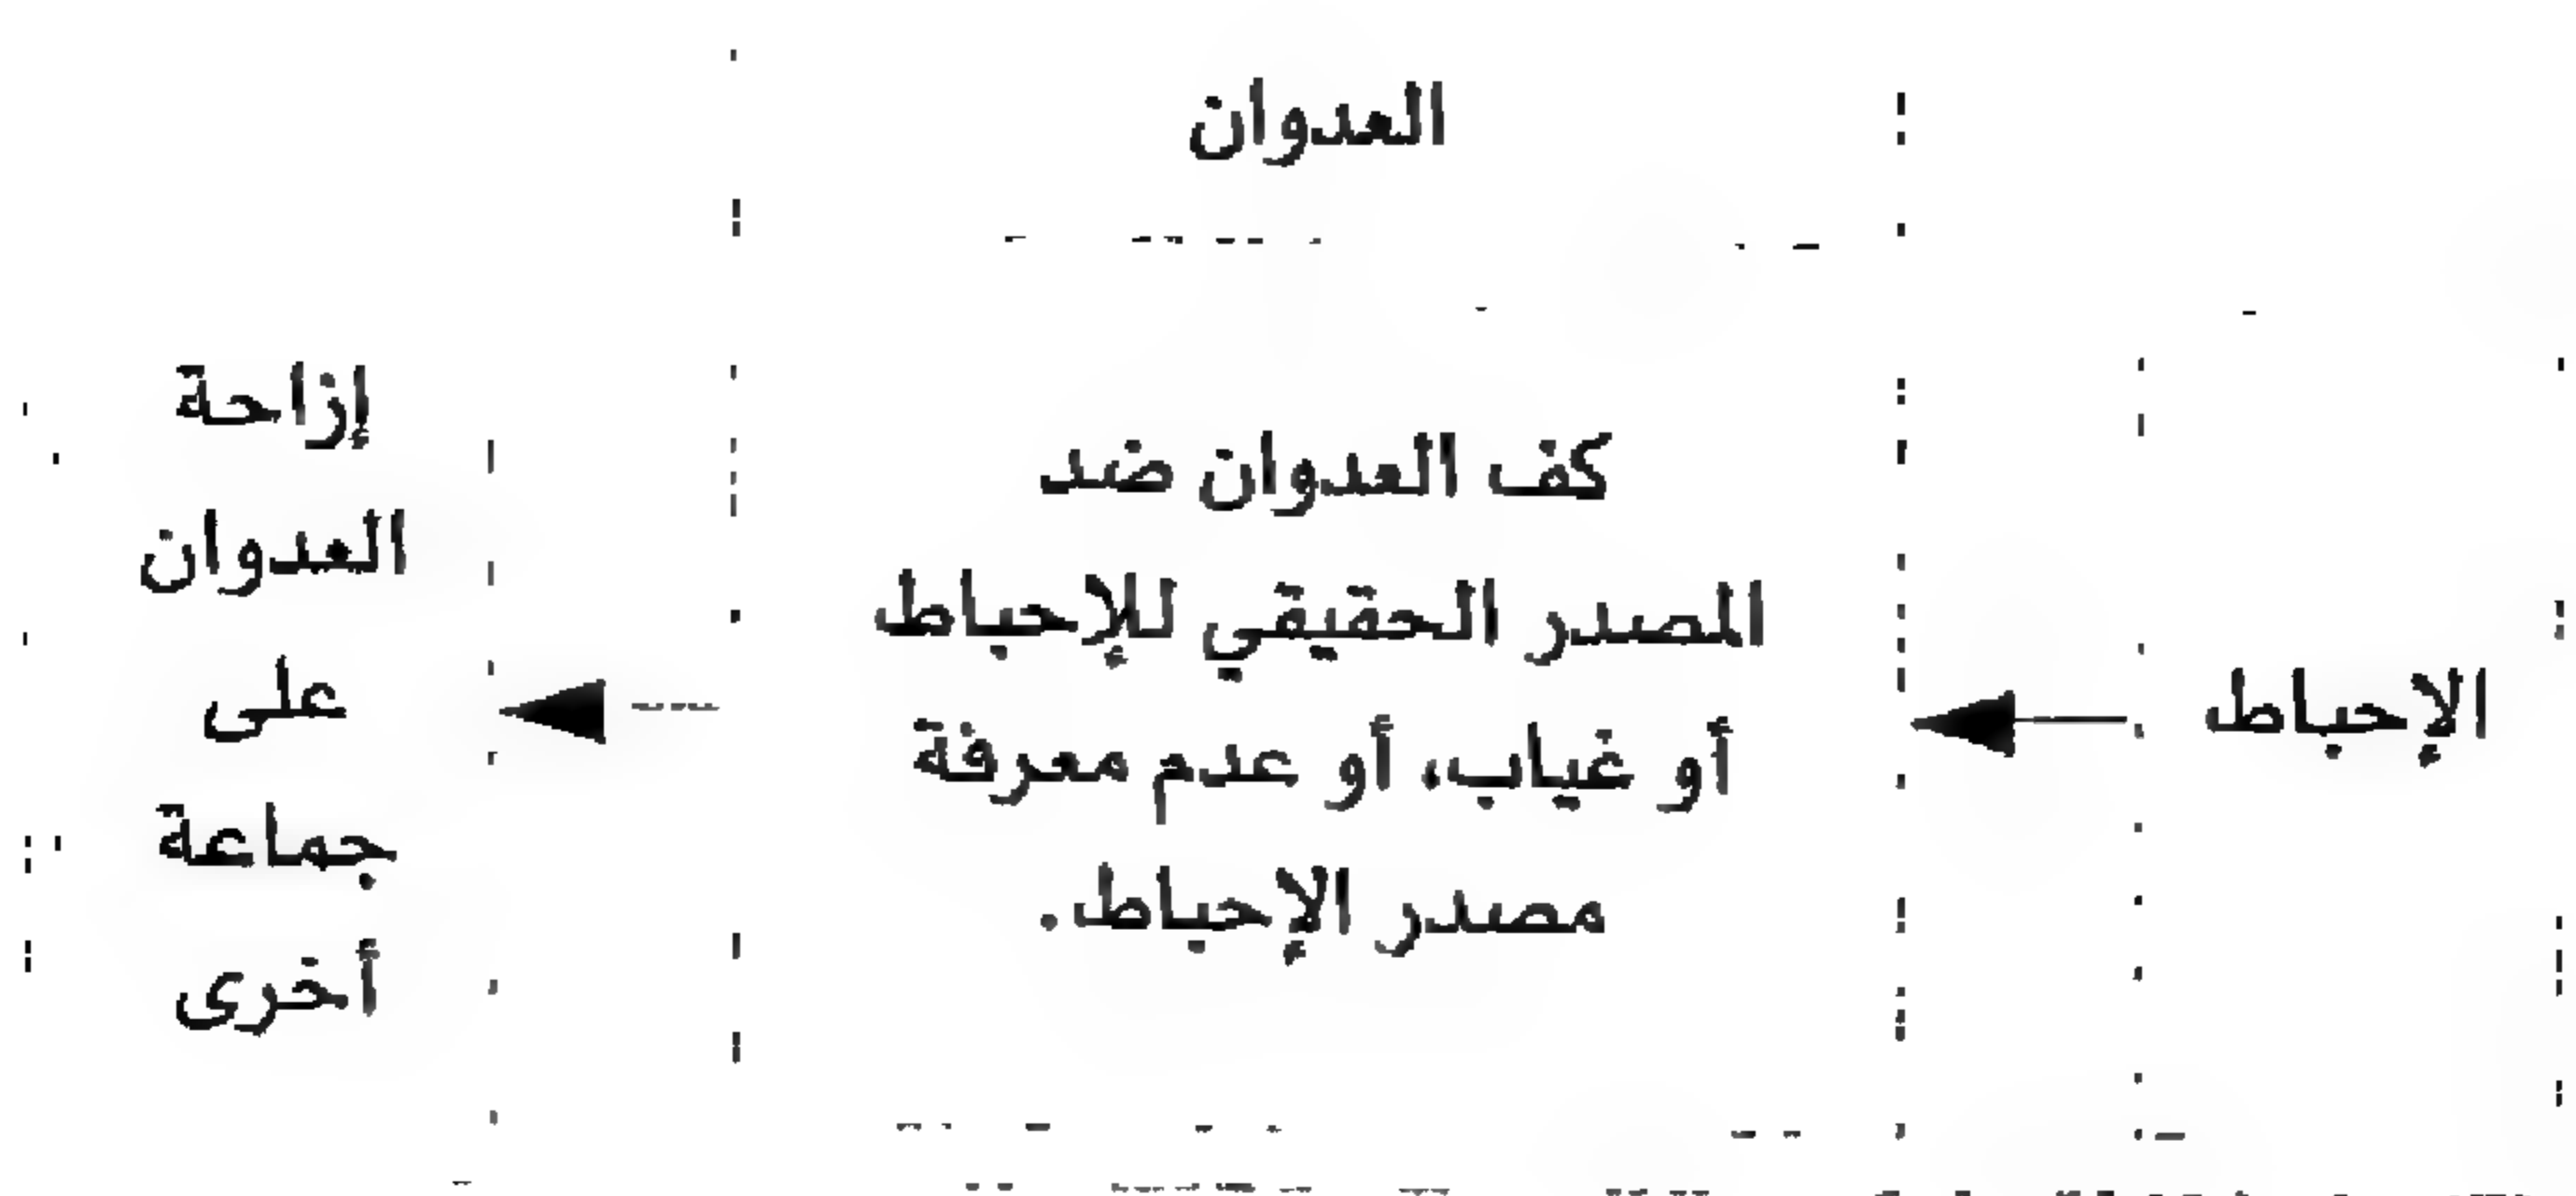 العدوان
الإحباط
كف العدوان ضد
المصدر الحقيقي للإحباط
أو غياب، أو عدم معرفة
مصدر الإحباط.
إزاحة
العدوان
على
جماعة
أخرى